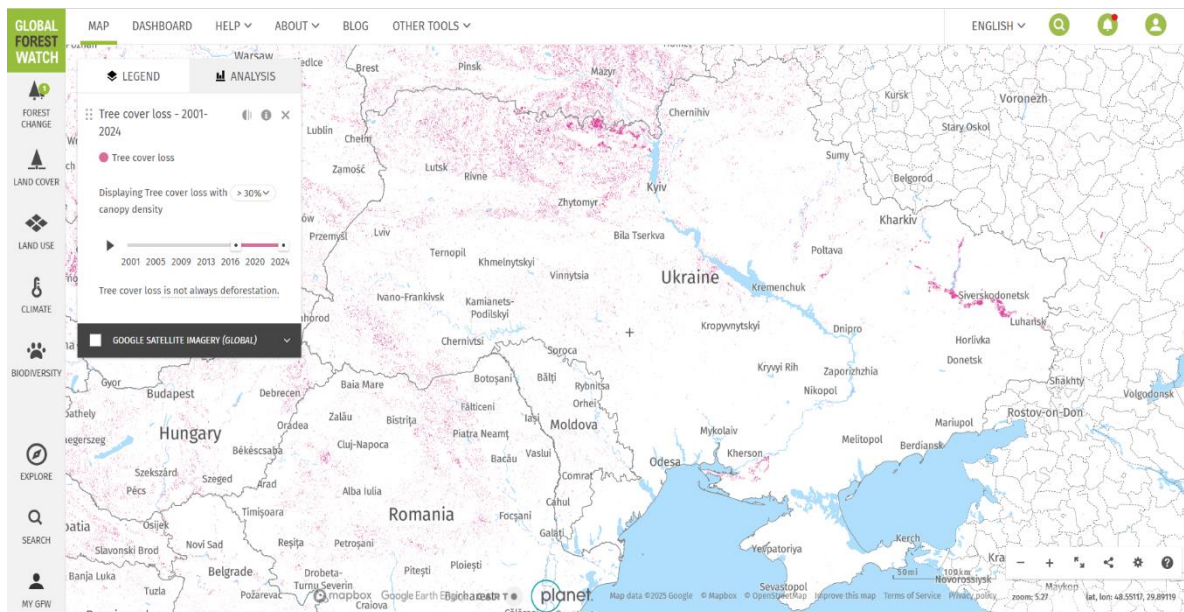 GLOBAL
FOREST
WATCH
MAP
DASHBOARD
HELP
ABOUT
BLOG
OTHER TOOLS
ENGLISH
1
FOREST
CHANGE
LAND COVER
LAND USE
CLIMATE
BIODIVERSITY
EXPLORE
SEARCH
MY GFW
LEGEND
ANALYSIS
Tree cover loss - 2001-
2024
Tree cover loss
Displaying Tree cover loss with > 30%
canopy density
2001 2005 2009 2013 2016 2020 2024
Tree cover loss is not always deforestation.
GOOGLE SATELLITE IMAGERY (GLOBAL)
Warsaw
Brest
Pinsk
Mazyr
Chernihiv
Kursk
Voronezh
Stary Oskol
Lublin
Chełm
Sumy
Belgorod
Zamość
Lutsk
Rivne
Kyiv
Zhytomyr
Kharkiv
Przemyśl
Lviv
Bila Tserkva
Poltava
Ternopil
Khmelnytskyi
Vinnytsia
Ukraine
Kremenchuk
Siverskodonetsk
Ivano-Frankivsk
Kamianets-
Podilskyi
Luhansk
Kropyvnytskyi
Dnipro
Horlivka
Chernivtsi
Soroca
Donetsk
Kryvyi Rih
Zaporizhzhia
Shakhty
Gyor
Budapest
Debrecen
Baia Mare
Botoșani
Bălți
Rybnitsa
Nikopol
Volgodonsk
Zalău
Bistrița
Fălticeni
Orhei
Rostov-on-Don
Oradea
Iași
Mariupol
Hungary
Cluj-Napoca
Piatra Neamț
Moldova
Mykolaiv
Melitopol
Berdiansk
Békéscsaba
Bacău
Vaslui
Odesa
Kherson
Szekszárd
Szeged
Arad
Alba Iulia
Comrat
Pécs
Cahul
Timișoara
Romania
Focșani
Osijek
Galați
Novi Sad
Reșița
Petroșani
Yevpatoriya
Kerch
Slavonski Brod
Banja Luka
Belgrade
Drobeta-
Turnu Severin
Pitești
Ploiești
Tuzla
Požarevac
Craiova
Bucharest
Sevastopol
Novorossiysk
Maykop
50mi
100km
mapbox
Google Earth Engine
CARTO
planet.
Map data ©2025 Google
© Mapbox
© OpenStreetMap
Improve this map
Terms of Service
Privacy policy
zoom: 5.27
lat, lon: 48.55117, 29.89119